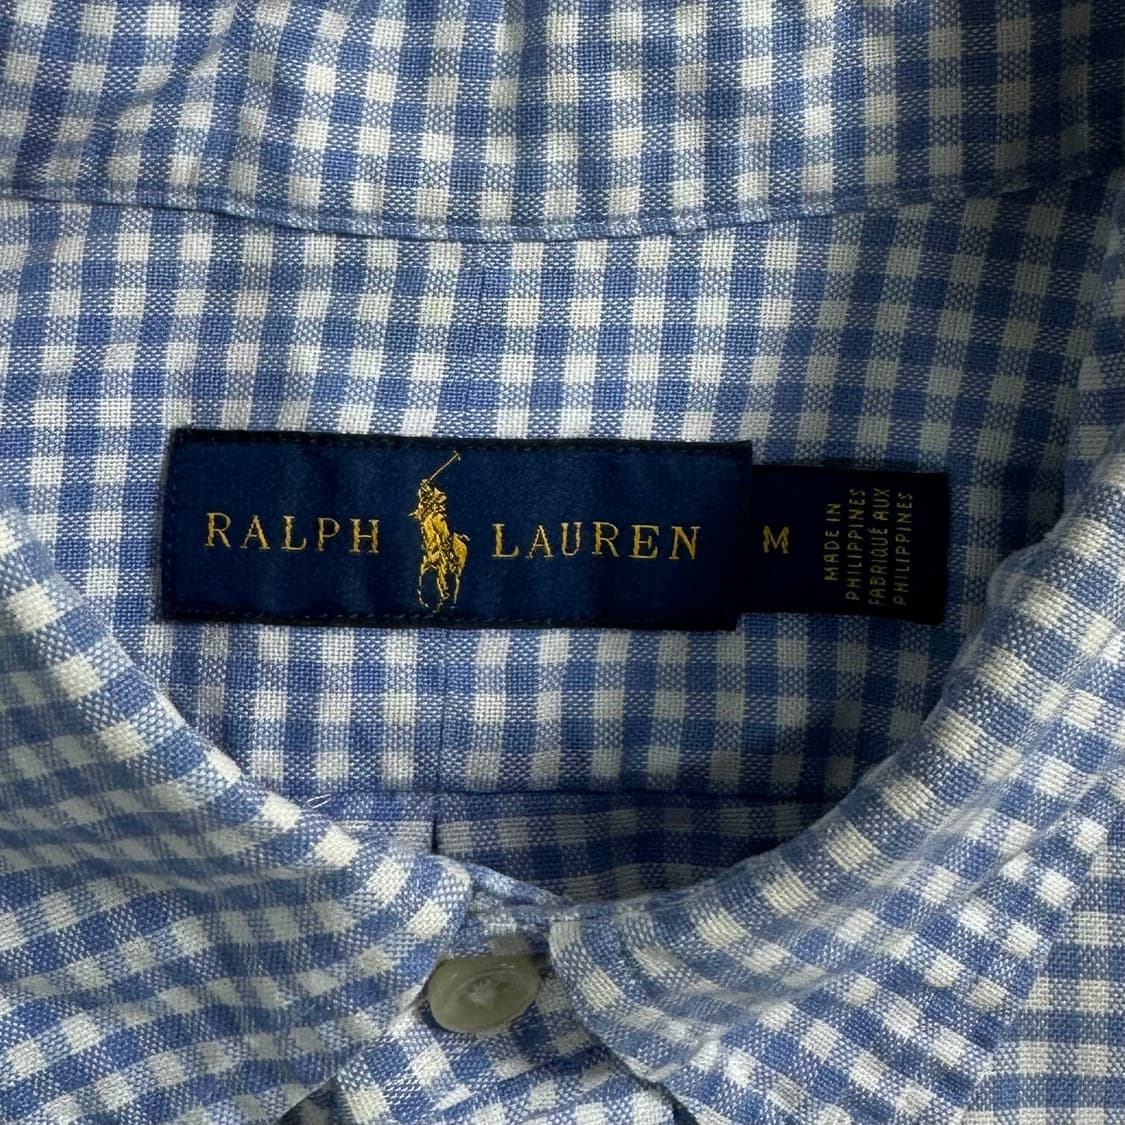 RALPH LAUREN
M
MADE IN
PHILIPPINES
FABRIQUÉ AUX
PHILIPPINES